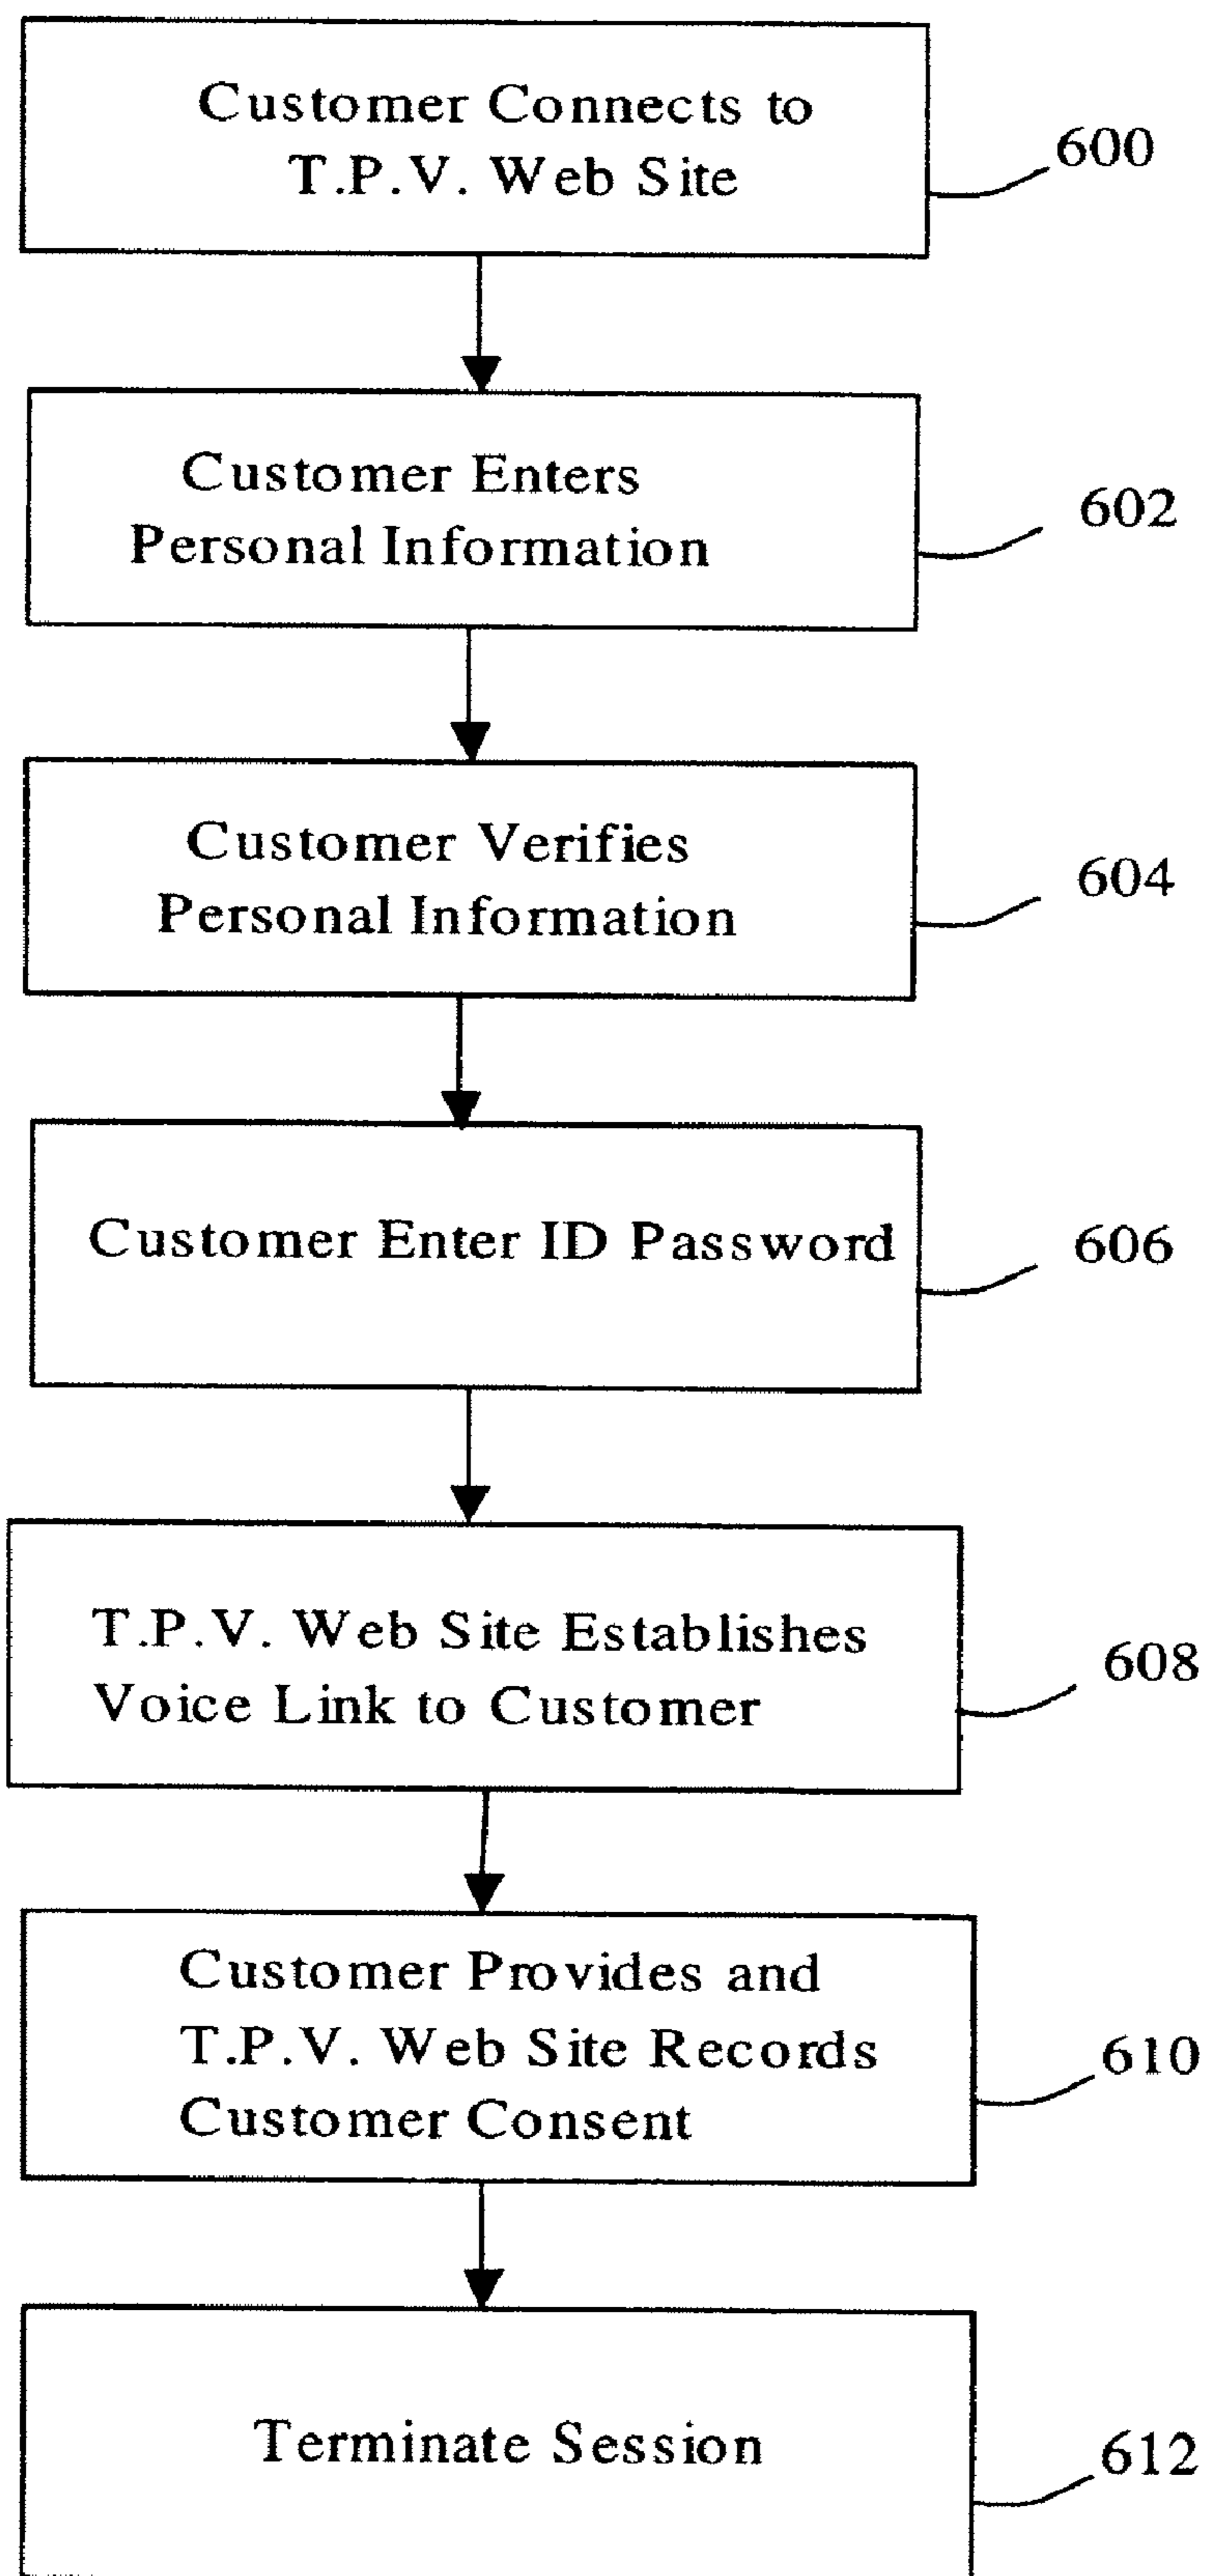 Customer Connects to
T.P.V. Web Site
600
Customer Enters
Personal Information
602
Customer Verifies
Personal Information
604
Customer Enter ID Password
606
T.P.V. Web Site Establishes
Voice Link to Customer
608
Customer Provides and
T.P.V. Web Site Records
Customer Consent
610
Terminate Session
612